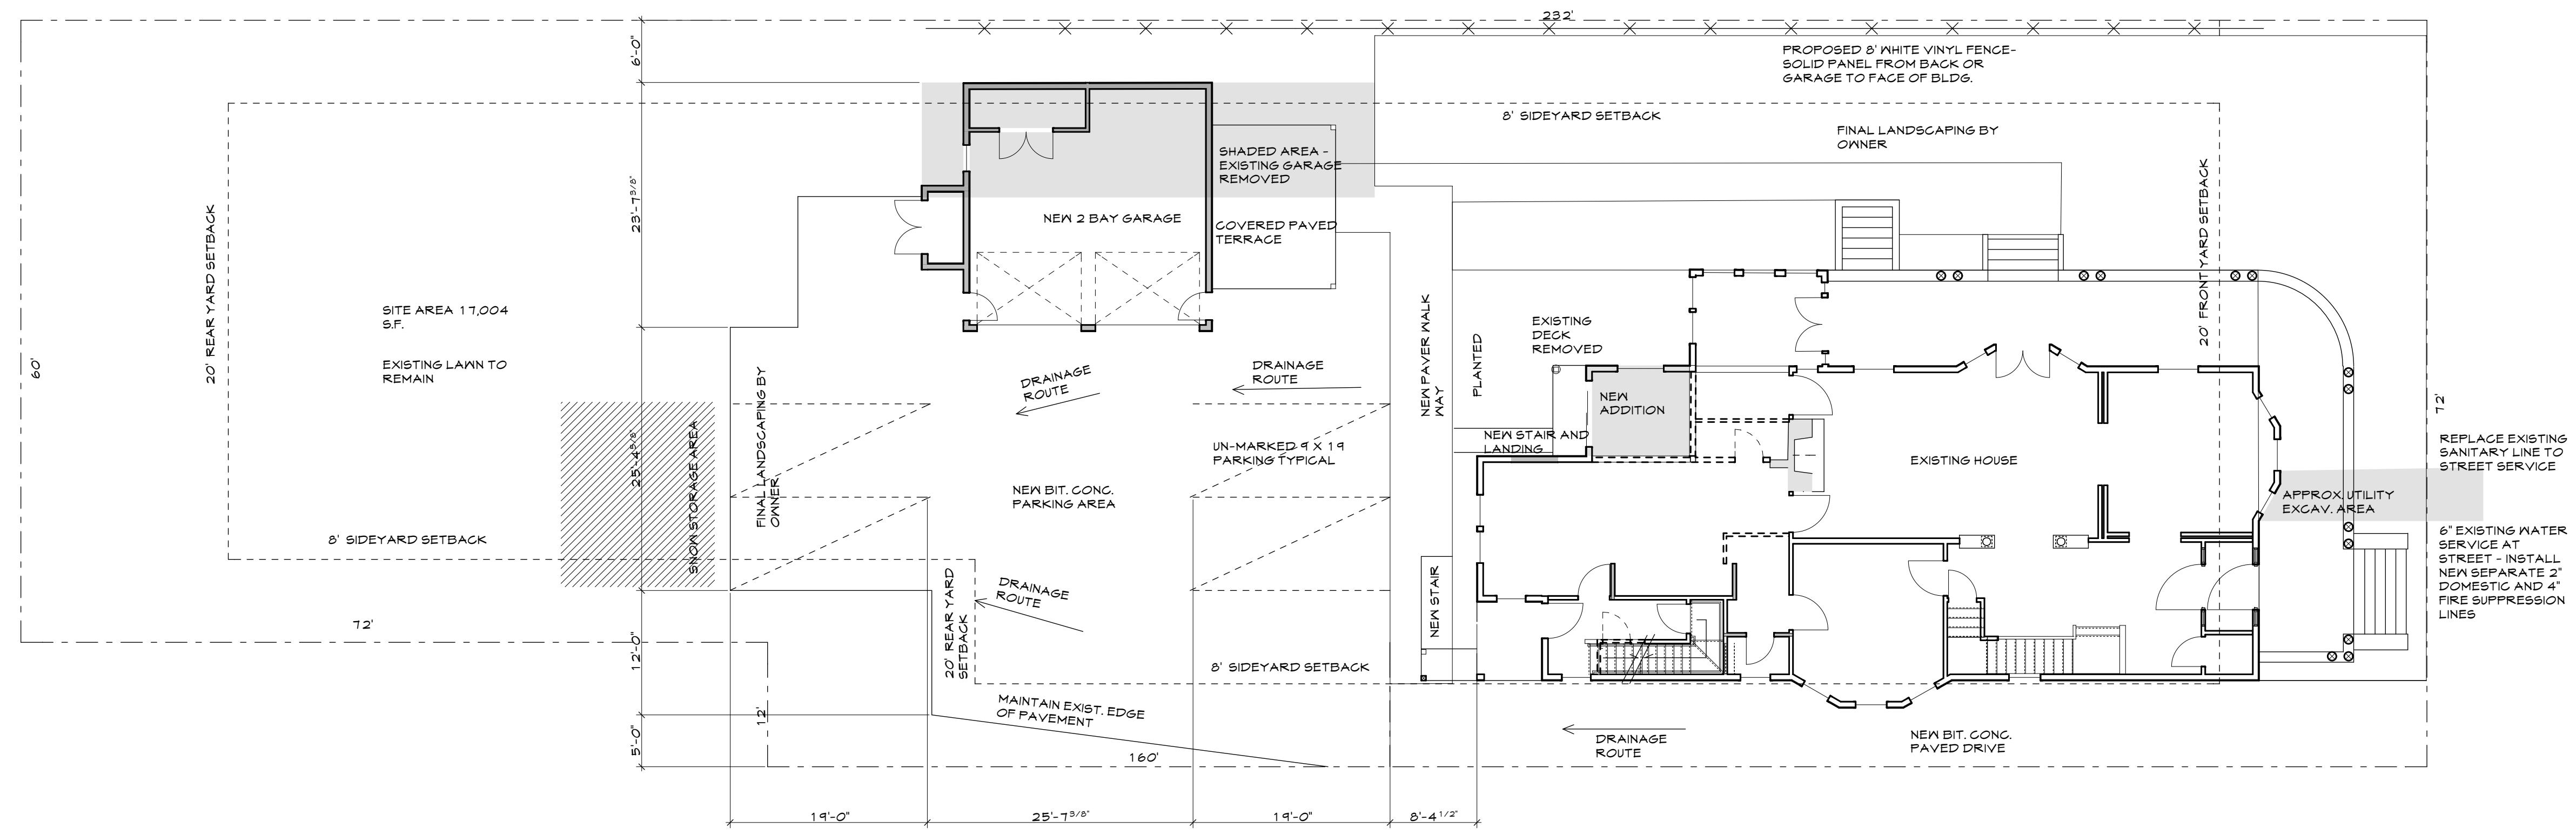 232'
6'-0"
PROPOSED 8' WHITE VINYL FENCE-
SOLID PANEL FROM BACK OR
GARAGE TO FACE OF BLDG.
8' SIDEYARD SETBACK
FINAL LANDSCAPING BY
OWNER
SHADED AREA -
EXISTING GARAGE
REMOVED
23'-7 3/8"
20' REAR YARD SETBACK
NEW 2 BAY GARAGE
COVERED PAVED
TERRACE
20' FRONT YARD SETBACK
SITE AREA 17,004
S.F.
EXISTING LAWN TO
REMAIN
60'
EXISTING
DECK
REMOVED
NEW PAVER WALK
WAY
PLANTED
DRAINAGE
ROUTE
DRAINAGE
ROUTE
FINAL LANDSCAPING BY
OWNER
NEW
ADDITION
72'
NEW STAIR AND
LANDING
UN-MARKED 9 X 19
PARKING TYPICAL
25'-4 5/8"
SNOW STORAGE AREA
EXISTING HOUSE
REPLACE EXISTING
SANITARY LINE TO
STREET SERVICE
NEW BIT. CONC.
PARKING AREA
APPROX. UTILITY
EXCAV. AREA
8' SIDEYARD SETBACK
6" EXISTING WATER
SERVICE AT
STREET - INSTALL
NEW SEPARATE 2"
DOMESTIC AND 4"
FIRE SUPPRESSION
LINES
DRAINAGE
ROUTE
20' REAR YARD
SETBACK
NEW STAIR
72'
12'-0"
8' SIDEYARD SETBACK
12'
MAINTAIN EXIST. EDGE
OF PAVEMENT
5'-0"
DRAINAGE
ROUTE
NEW BIT. CONC.
PAVED DRIVE
160'
19'-0"
25'-7 3/8"
19'-0"
8'-4 1/2"